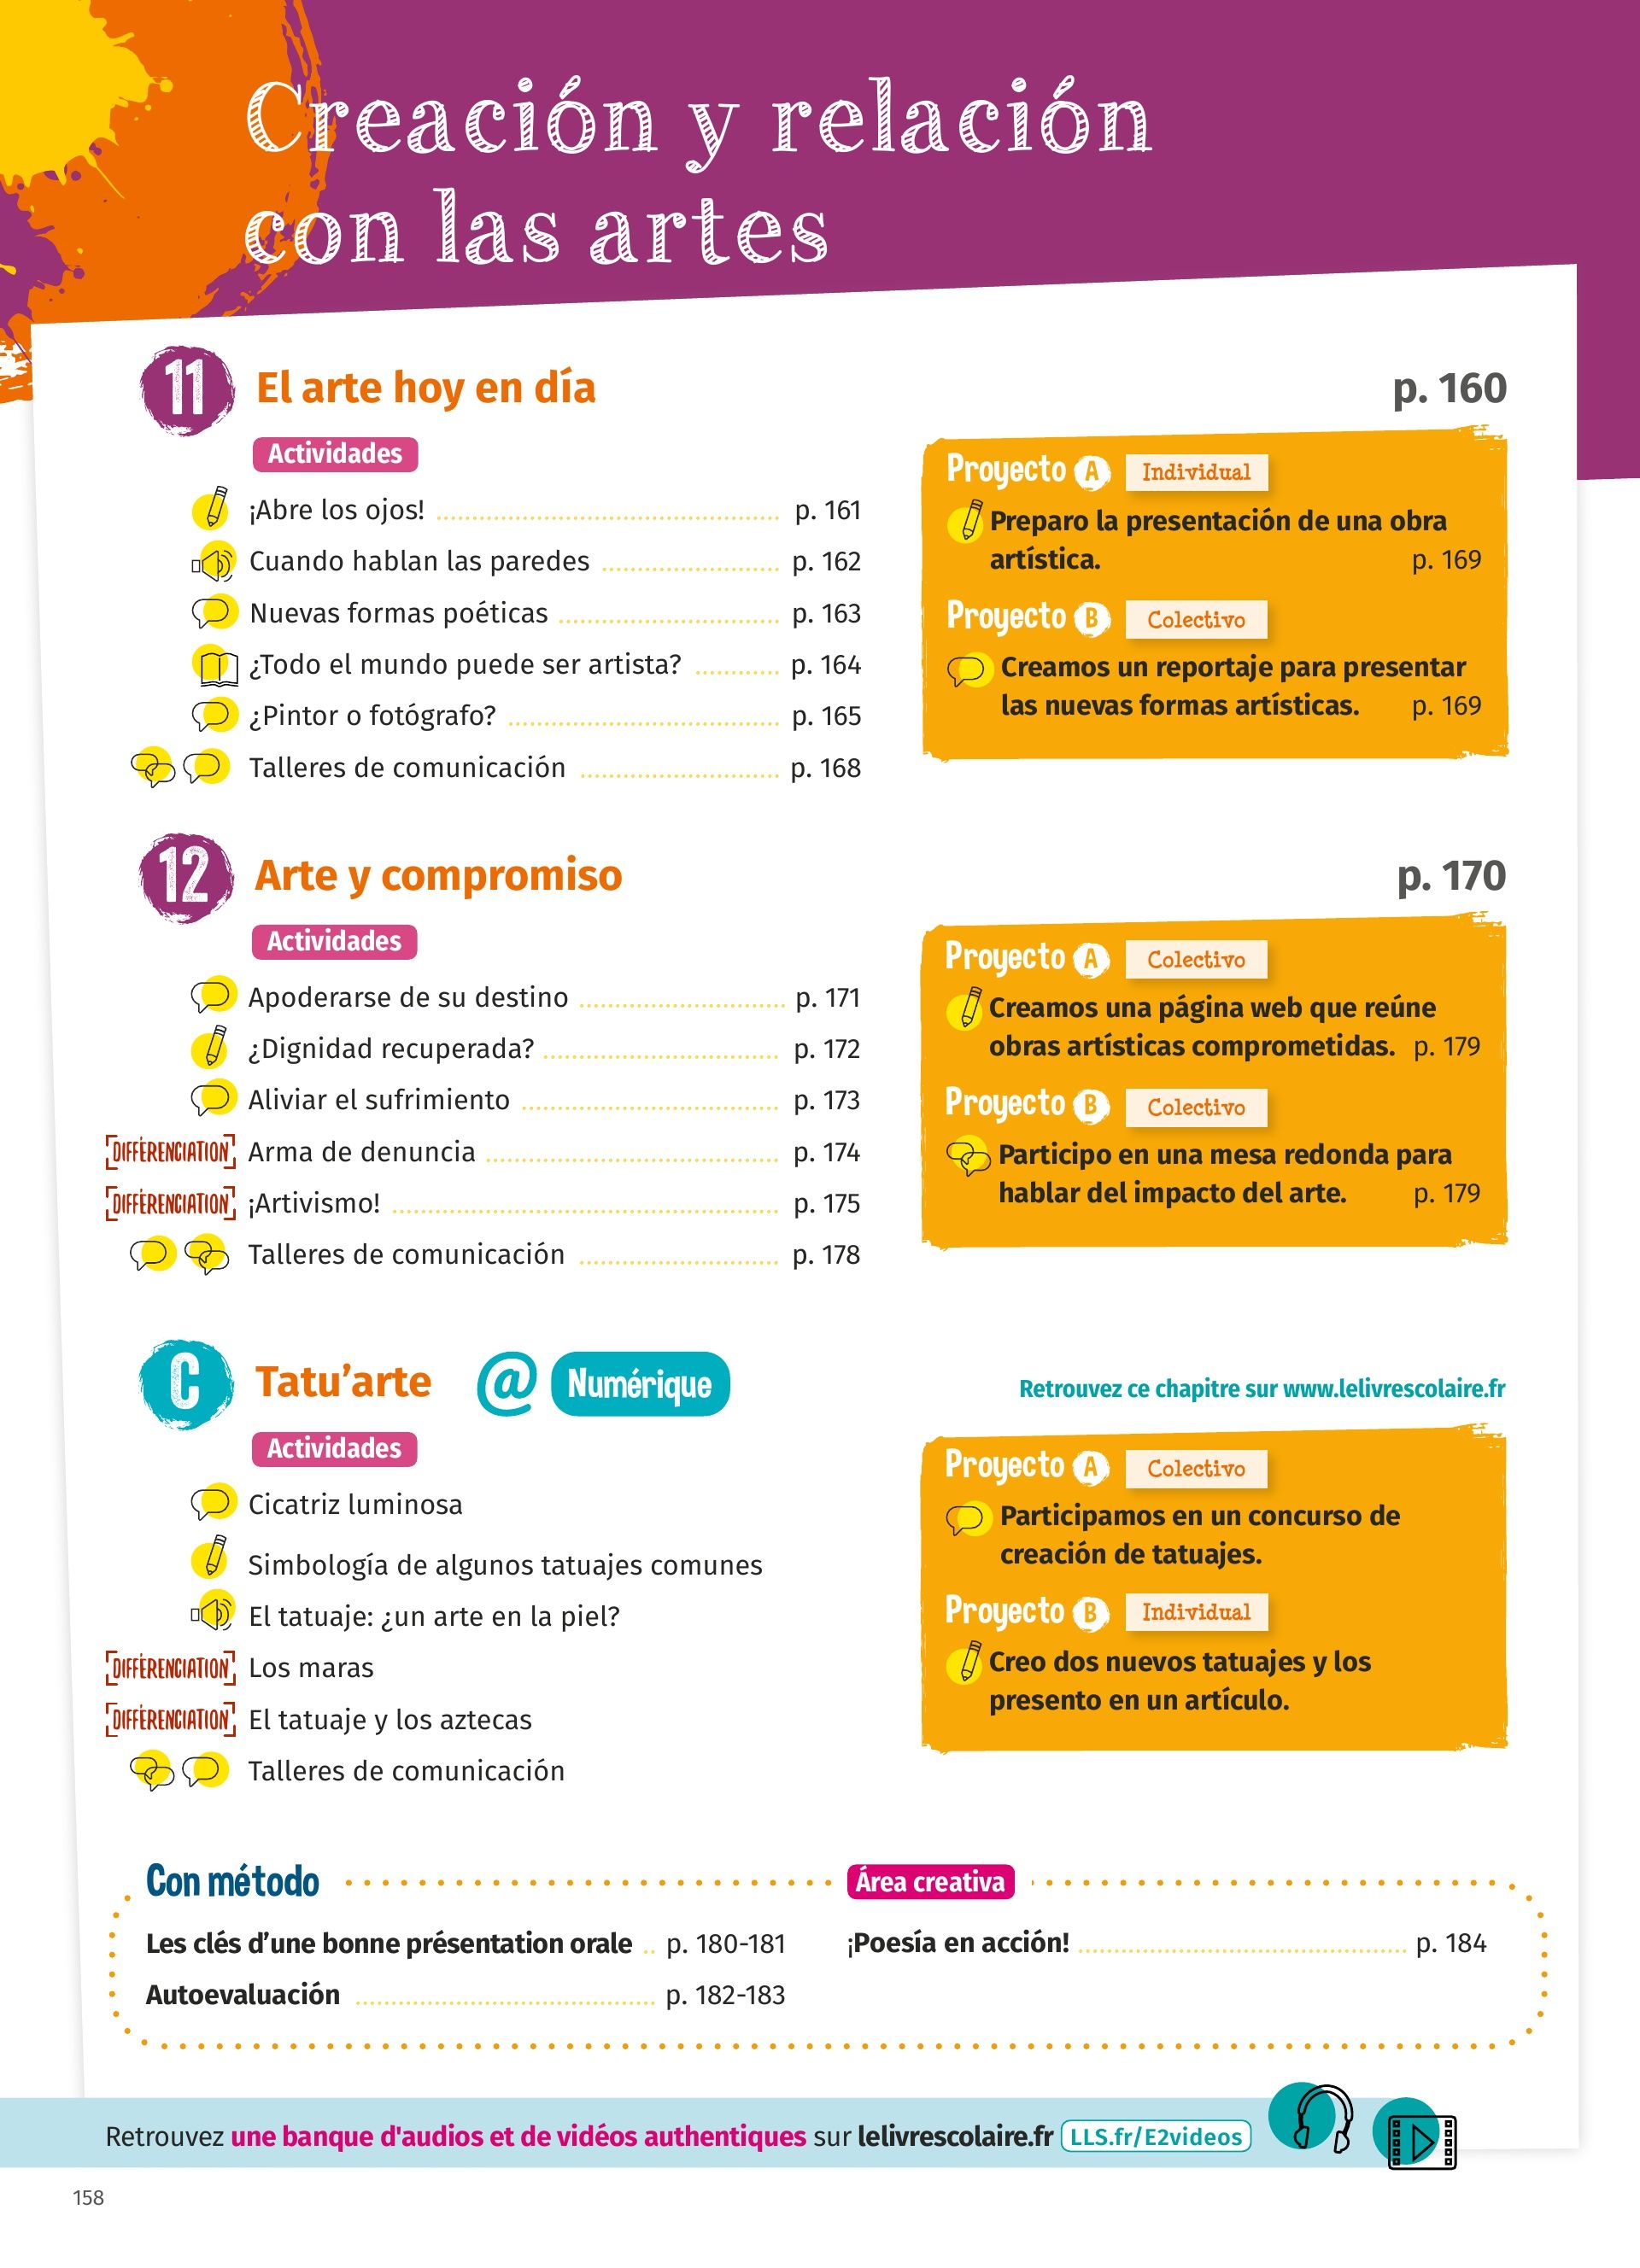 Creación y relación
con las artes
11 El arte hoy en día p. 160
Actividades
¡Abre los ojos! p. 161
Cuando hablan las paredes p. 162
Nuevas formas poéticas p. 163
¿Todo el mundo puede ser artista? p. 164
¿Pintor o fotógrafo? p. 165
Talleres de comunicación p. 168
Proyecto A Individual
Preparo la presentación de una obra
artística. p. 169
Proyecto B Colectivo
Creamos un reportaje para presentar
las nuevas formas artísticas. p. 169
12 Arte y compromiso p. 170
Actividades
Apoderarse de su destino p. 171
¿Dignidad recuperada? p. 172
Aliviar el sufrimiento p. 173
DIFFÉRENCIATION Arma de denuncia p. 174
DIFFÉRENCIATION ¡Artivismo! p. 175
Talleres de comunicación p. 178
Proyecto A Colectivo
Creamos una página web que reúne
obras artísticas comprometidas. p. 179
Proyecto B Colectivo
Participo en una mesa redonda para
hablar del impacto del arte. p. 179
C Tatu’arte @ Numérique
Retrouvez ce chapitre sur www.lelivrescolaire.fr
Actividades
Cicatriz luminosa
Simbología de algunos tatuajes comunes
El tatuaje: ¿un arte en la piel?
DIFFÉRENCIATION Los maras
DIFFÉRENCIATION El tatuaje y los aztecas
Talleres de comunicación
Proyecto A Colectivo
Participamos en un concurso de
creación de tatuajes.
Proyecto B Individual
Creo dos nuevos tatuajes y los
presento en un artículo.
Con método
Les clés d’une bonne présentation orale p. 180-181
Autoevaluación p. 182-183
Área creativa
¡Poesía en acción! p. 184
Retrouvez une banque d'audios et de vidéos authentiques sur lelivrescolaire.fr LLS.fr/E2videos
158